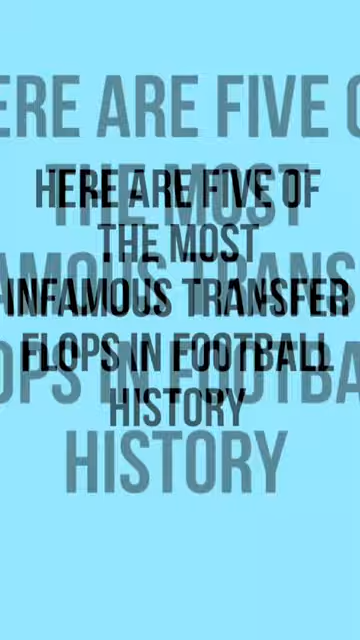 HERE ARE FIVE OF
THE MOST
INFAMOUS TRANSFER
FLOPS IN FOOTBALL
HISTORY